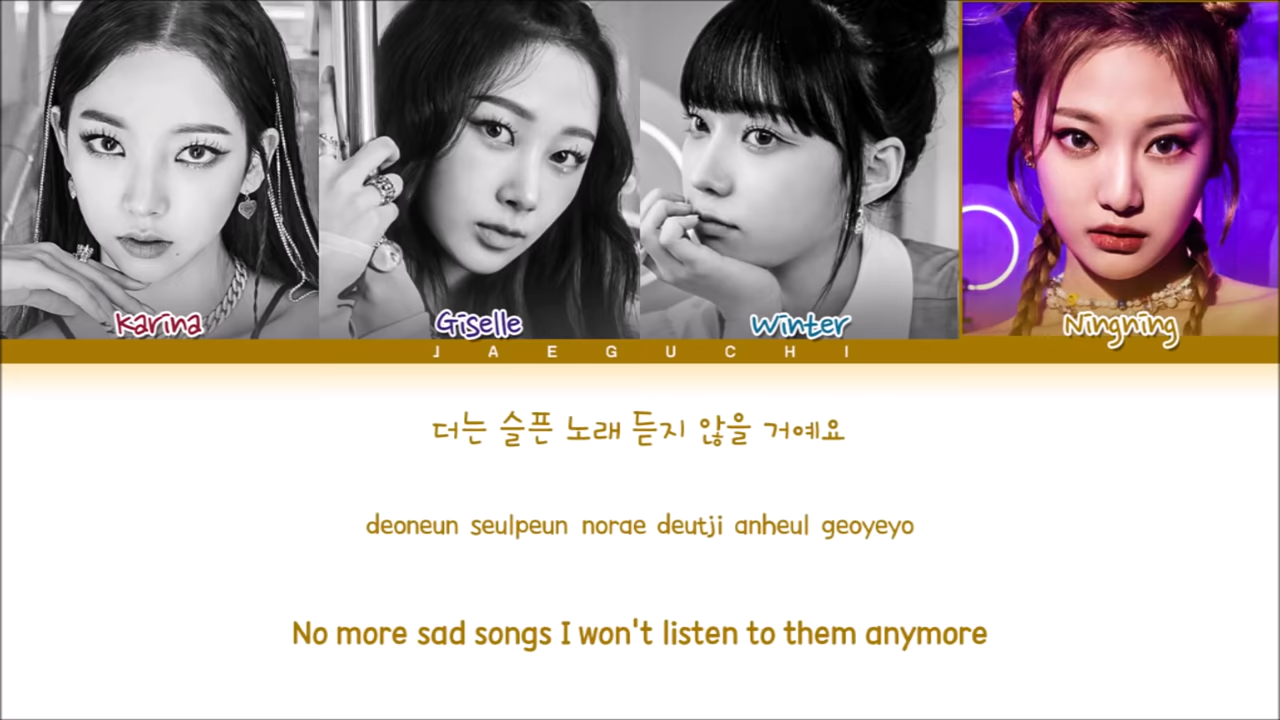 Karina Giselle Winter Ningning
JAEGUCHI
더는 슬픈 노래 듣지 않을 거예요
deoneun seulpeun norae deutji anheul geoyeyo
No more sad songs I won't listen to them anymore